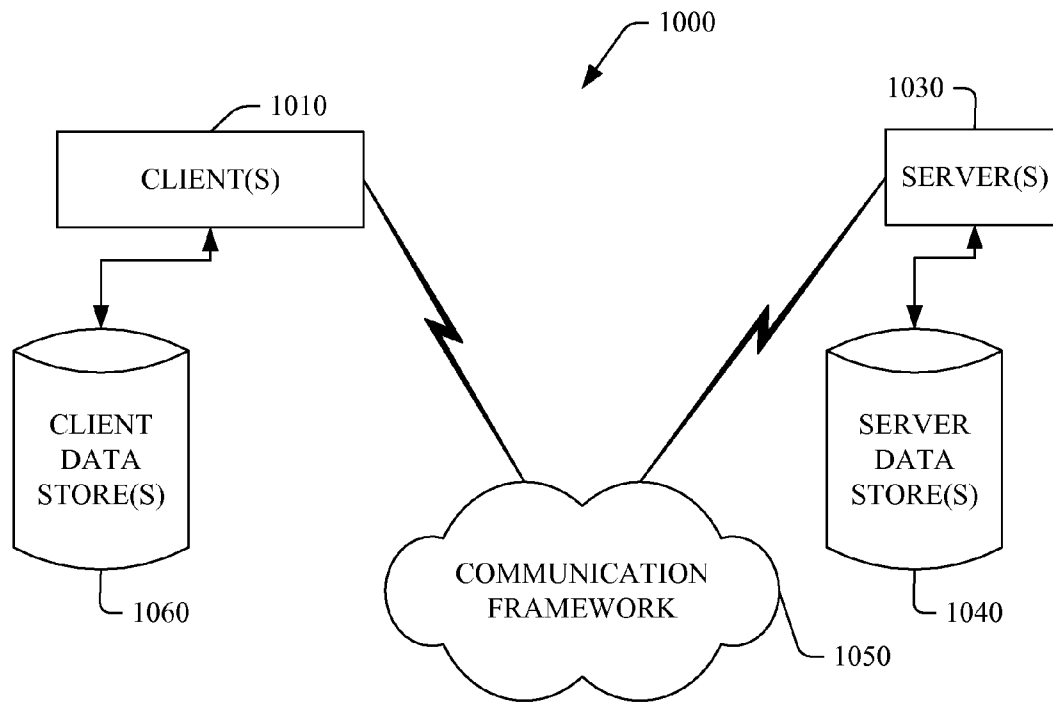 1000
1010
1030
CLIENT(S)
SERVER(S)
CLIENT
DATA
STORE(S)
SERVER
DATA
STORE(S)
COMMUNICATION
FRAMEWORK
1060
1040
1050